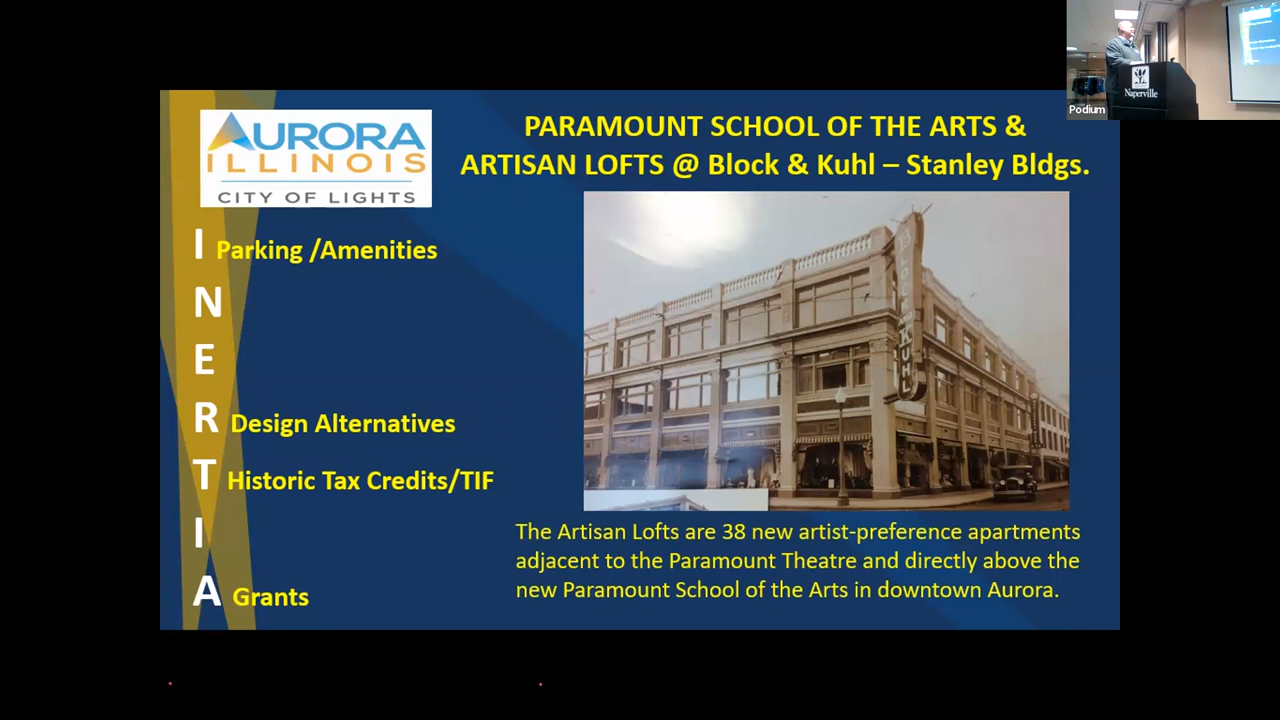 AURORA
ILLINOIS
CITY OF LIGHTS
PARAMOUNT SCHOOL OF THE ARTS &
ARTISAN LOFTS @ Block & Kuhl – Stanley Bldgs.
I Parking /Amenities
N
E
R Design Alternatives
T Historic Tax Credits/TIF
I
A Grants
BLOCK & KUHL
The Artisan Lofts are 38 new artist-preference apartments
adjacent to the Paramount Theatre and directly above the
new Paramount School of the Arts in downtown Aurora.
Naperville
Podium